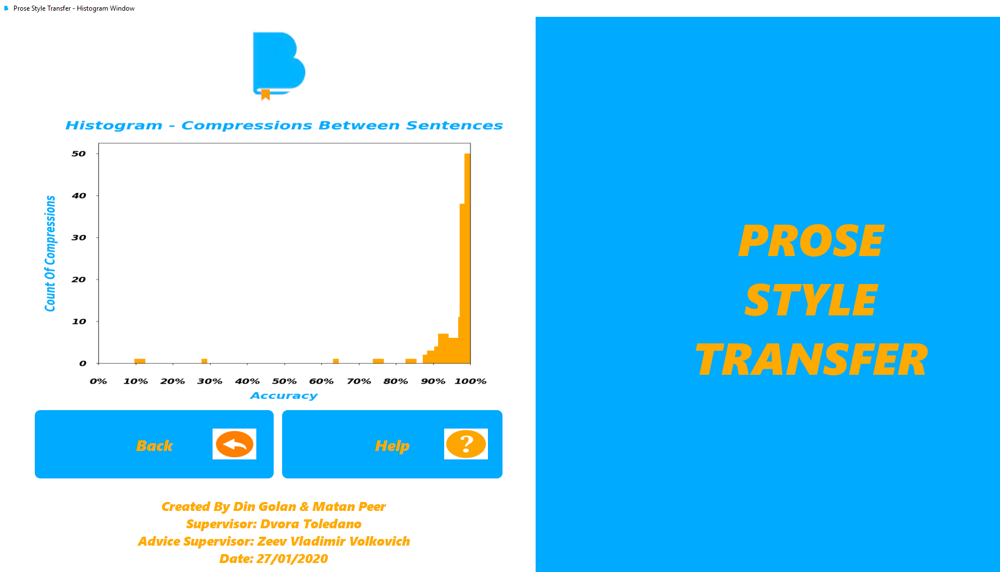 Prose Style Transfer - Histogram Window
Histogram - Compressions Between Sentences
Count Of Compressions
50
40
30
20
10
0
0% 10% 20% 30% 40% 50% 60% 70% 80% 90% 100%
Accuracy
Back
Help
?
Created By Din Golan & Matan Peer
Supervisor: Dvora Toledano
Advice Supervisor: Zeev Vladimir Volkovich
Date: 27/01/2020
PROSE
STYLE
TRANSFER